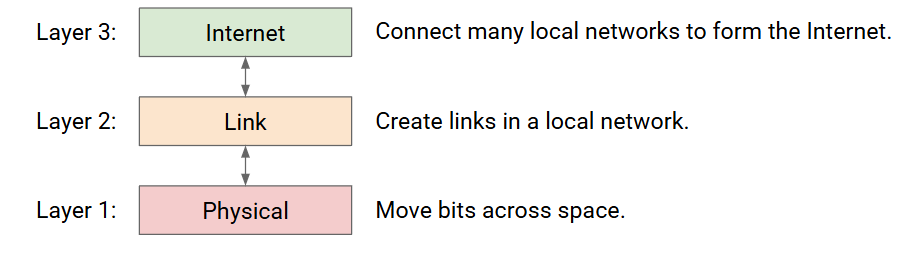 Layer 3: Internet Connect many local networks to form the Internet.
Layer 2: Link Create links in a local network.
Layer 1: Physical Move bits across space.